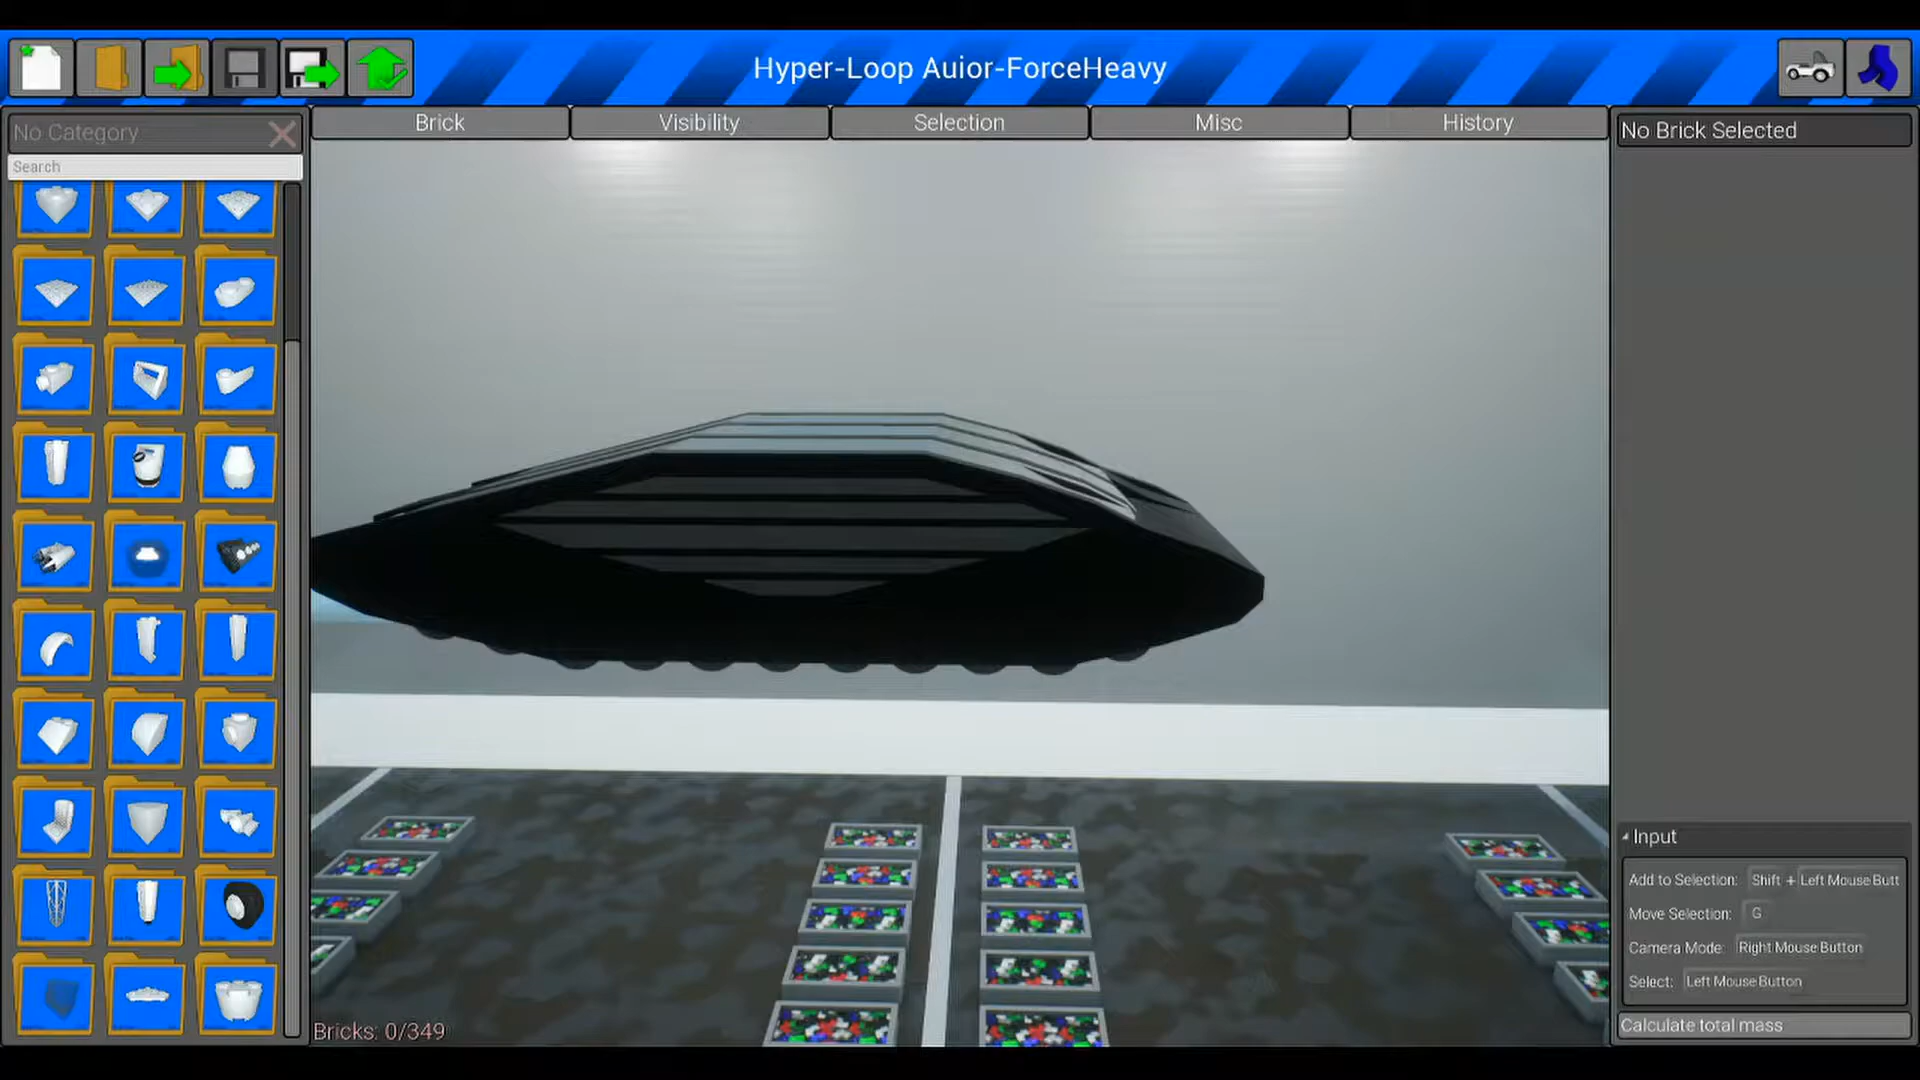 Hyper-Loop Auior-ForceHeavy
No Category
Search
Brick
Visibility
Selection
Misc
History
No Brick Selected
Bricks: 0/349
Input
Add to Selection: Shift + Left Mouse Butt
Move Selection: G
Camera Mode: Right Mouse Button
Select: Left Mouse Button
Calculate total mass